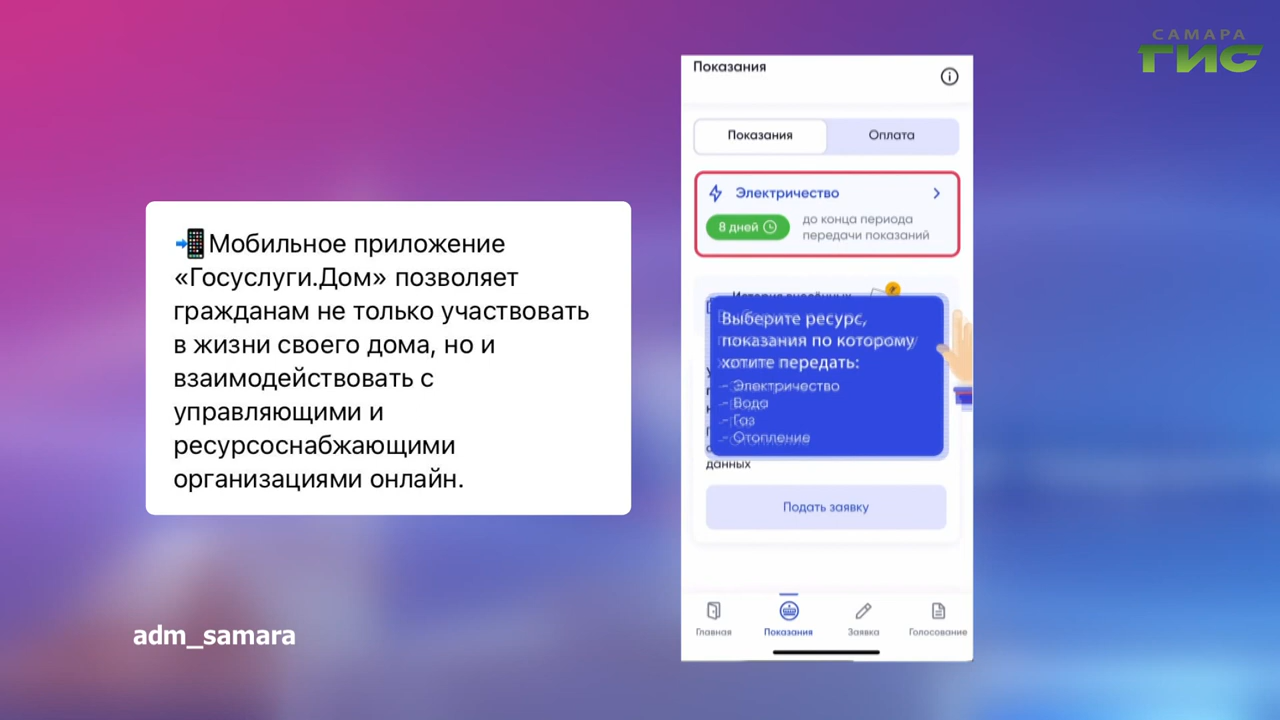 САМАРА
ГИС
📲 Мобильное приложение
«Госуслуги.Дом» позволяет
гражданам не только участвовать
в жизни своего дома, но и
взаимодействовать с
управляющими и
ресурсоснабжающими
организациями онлайн.
adm_samara
Показания
Показания
Оплата
Электричество
8 дней
до конца периода
передачи показаний
Выберите ресурс,
показания по которому
хотите передать:
- Электричество
- Вода
- Газ
- Отопление
данных
Подать заявку
Главная
Показания
Заявка
Голосование